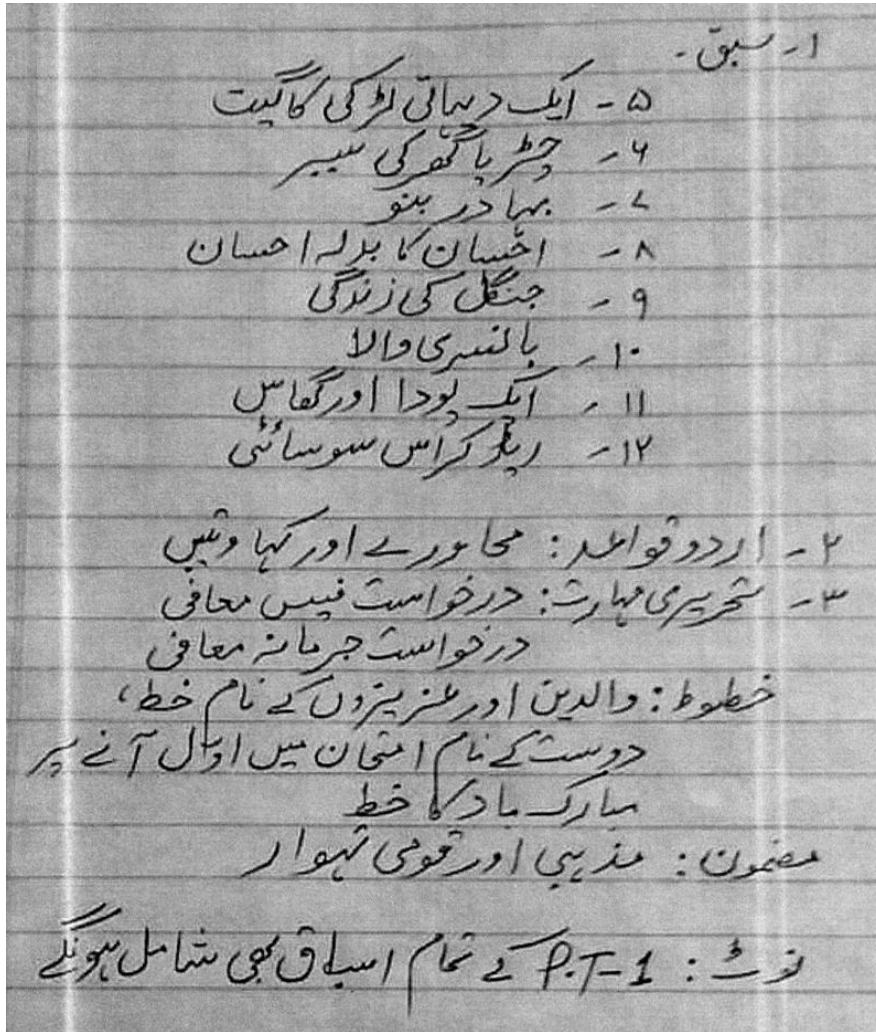 ۱۔ سبق۔
۵۔ ایک دیہاتی لڑکی کا گیت
۶۔ چڑیا گھر کی سیر
۷۔ بہادر بنو
۸۔ احسان کا بدلہ احسان
۹۔ جنگل کی زندگی
۱۰۔ بانسری والا
۱۱۔ ایک پودا اور گھاس
۱۲۔ ریڈ کراس سوسائٹی
۲۔ اردو قواعد: محاورے اور کہاوتیں
۳۔ تحریری مہارت: درخواست فیس معافی
درخواست جرمانہ معافی
خطوط: والدین اور عزیزوں کے نام خط،
دوست کے نام امتحان میں اوّل آنے پر
مبارک باد کا خط
مضمون: مذہبی اور قومی تہوار
نوٹ: P.T-1 کے تمام اسباق بھی شامل ہونگے